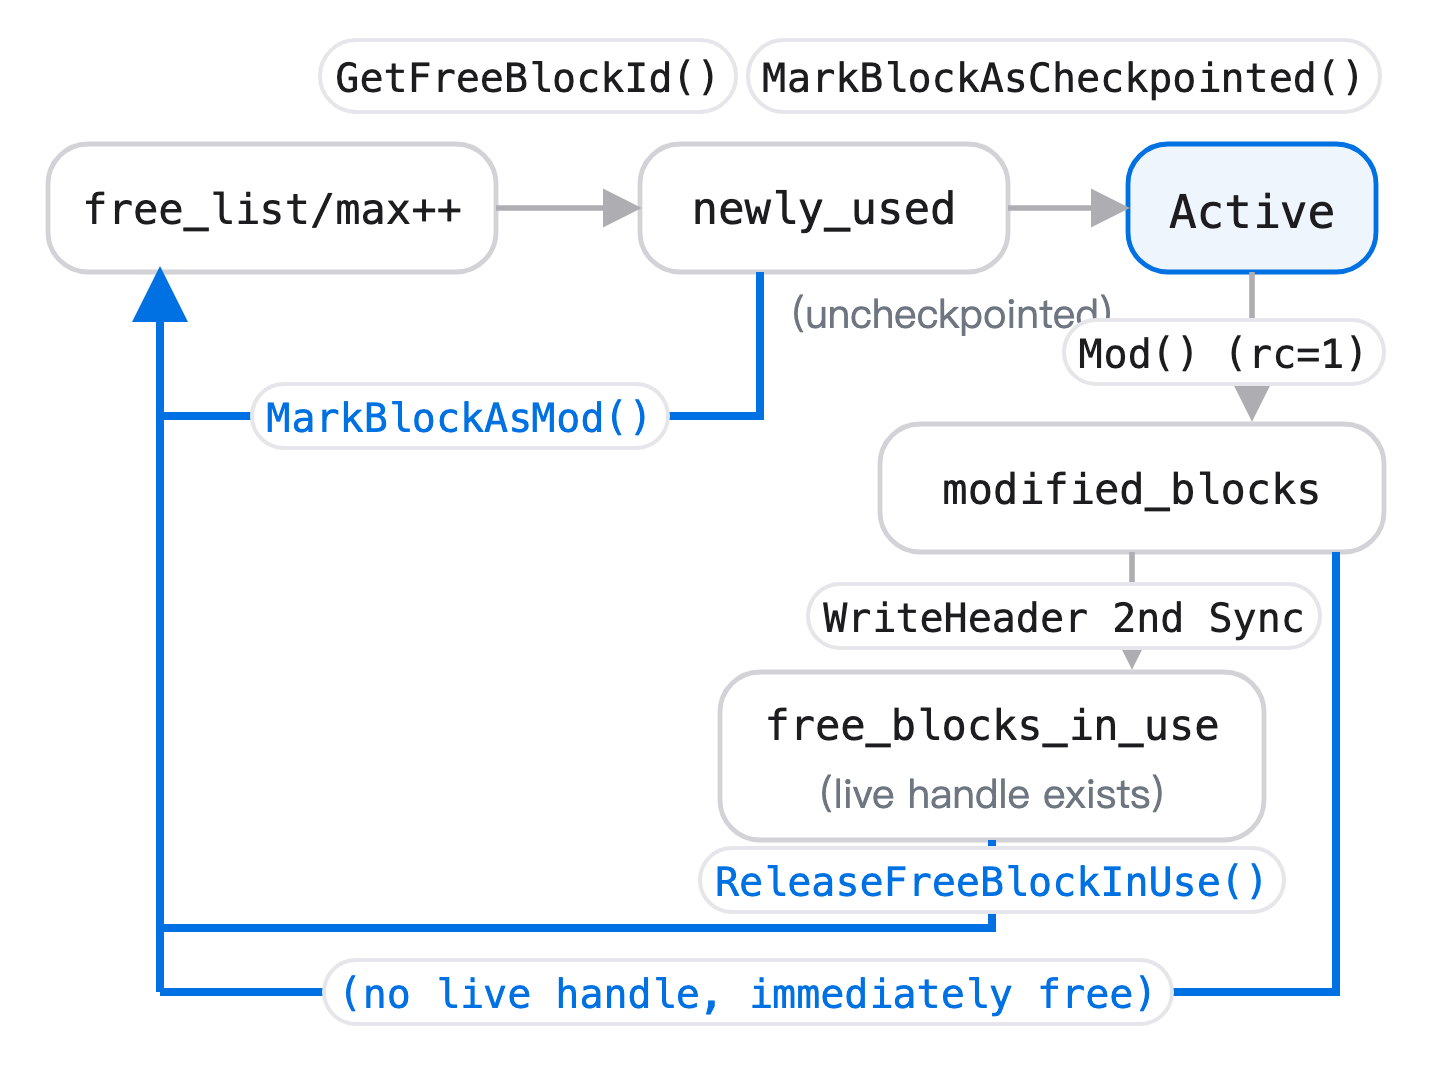 GetFreeBlockId()
MarkBlockAsCheckpointed()
free_list/max++
newly_used
Active
(uncheckpointed)
Mod() (rc=1)
MarkBlockAsMod()
modified_blocks
WriteHeader 2nd Sync
free_blocks_in_use
(live handle exists)
ReleaseFreeBlockInUse()
(no live handle, immediately free)